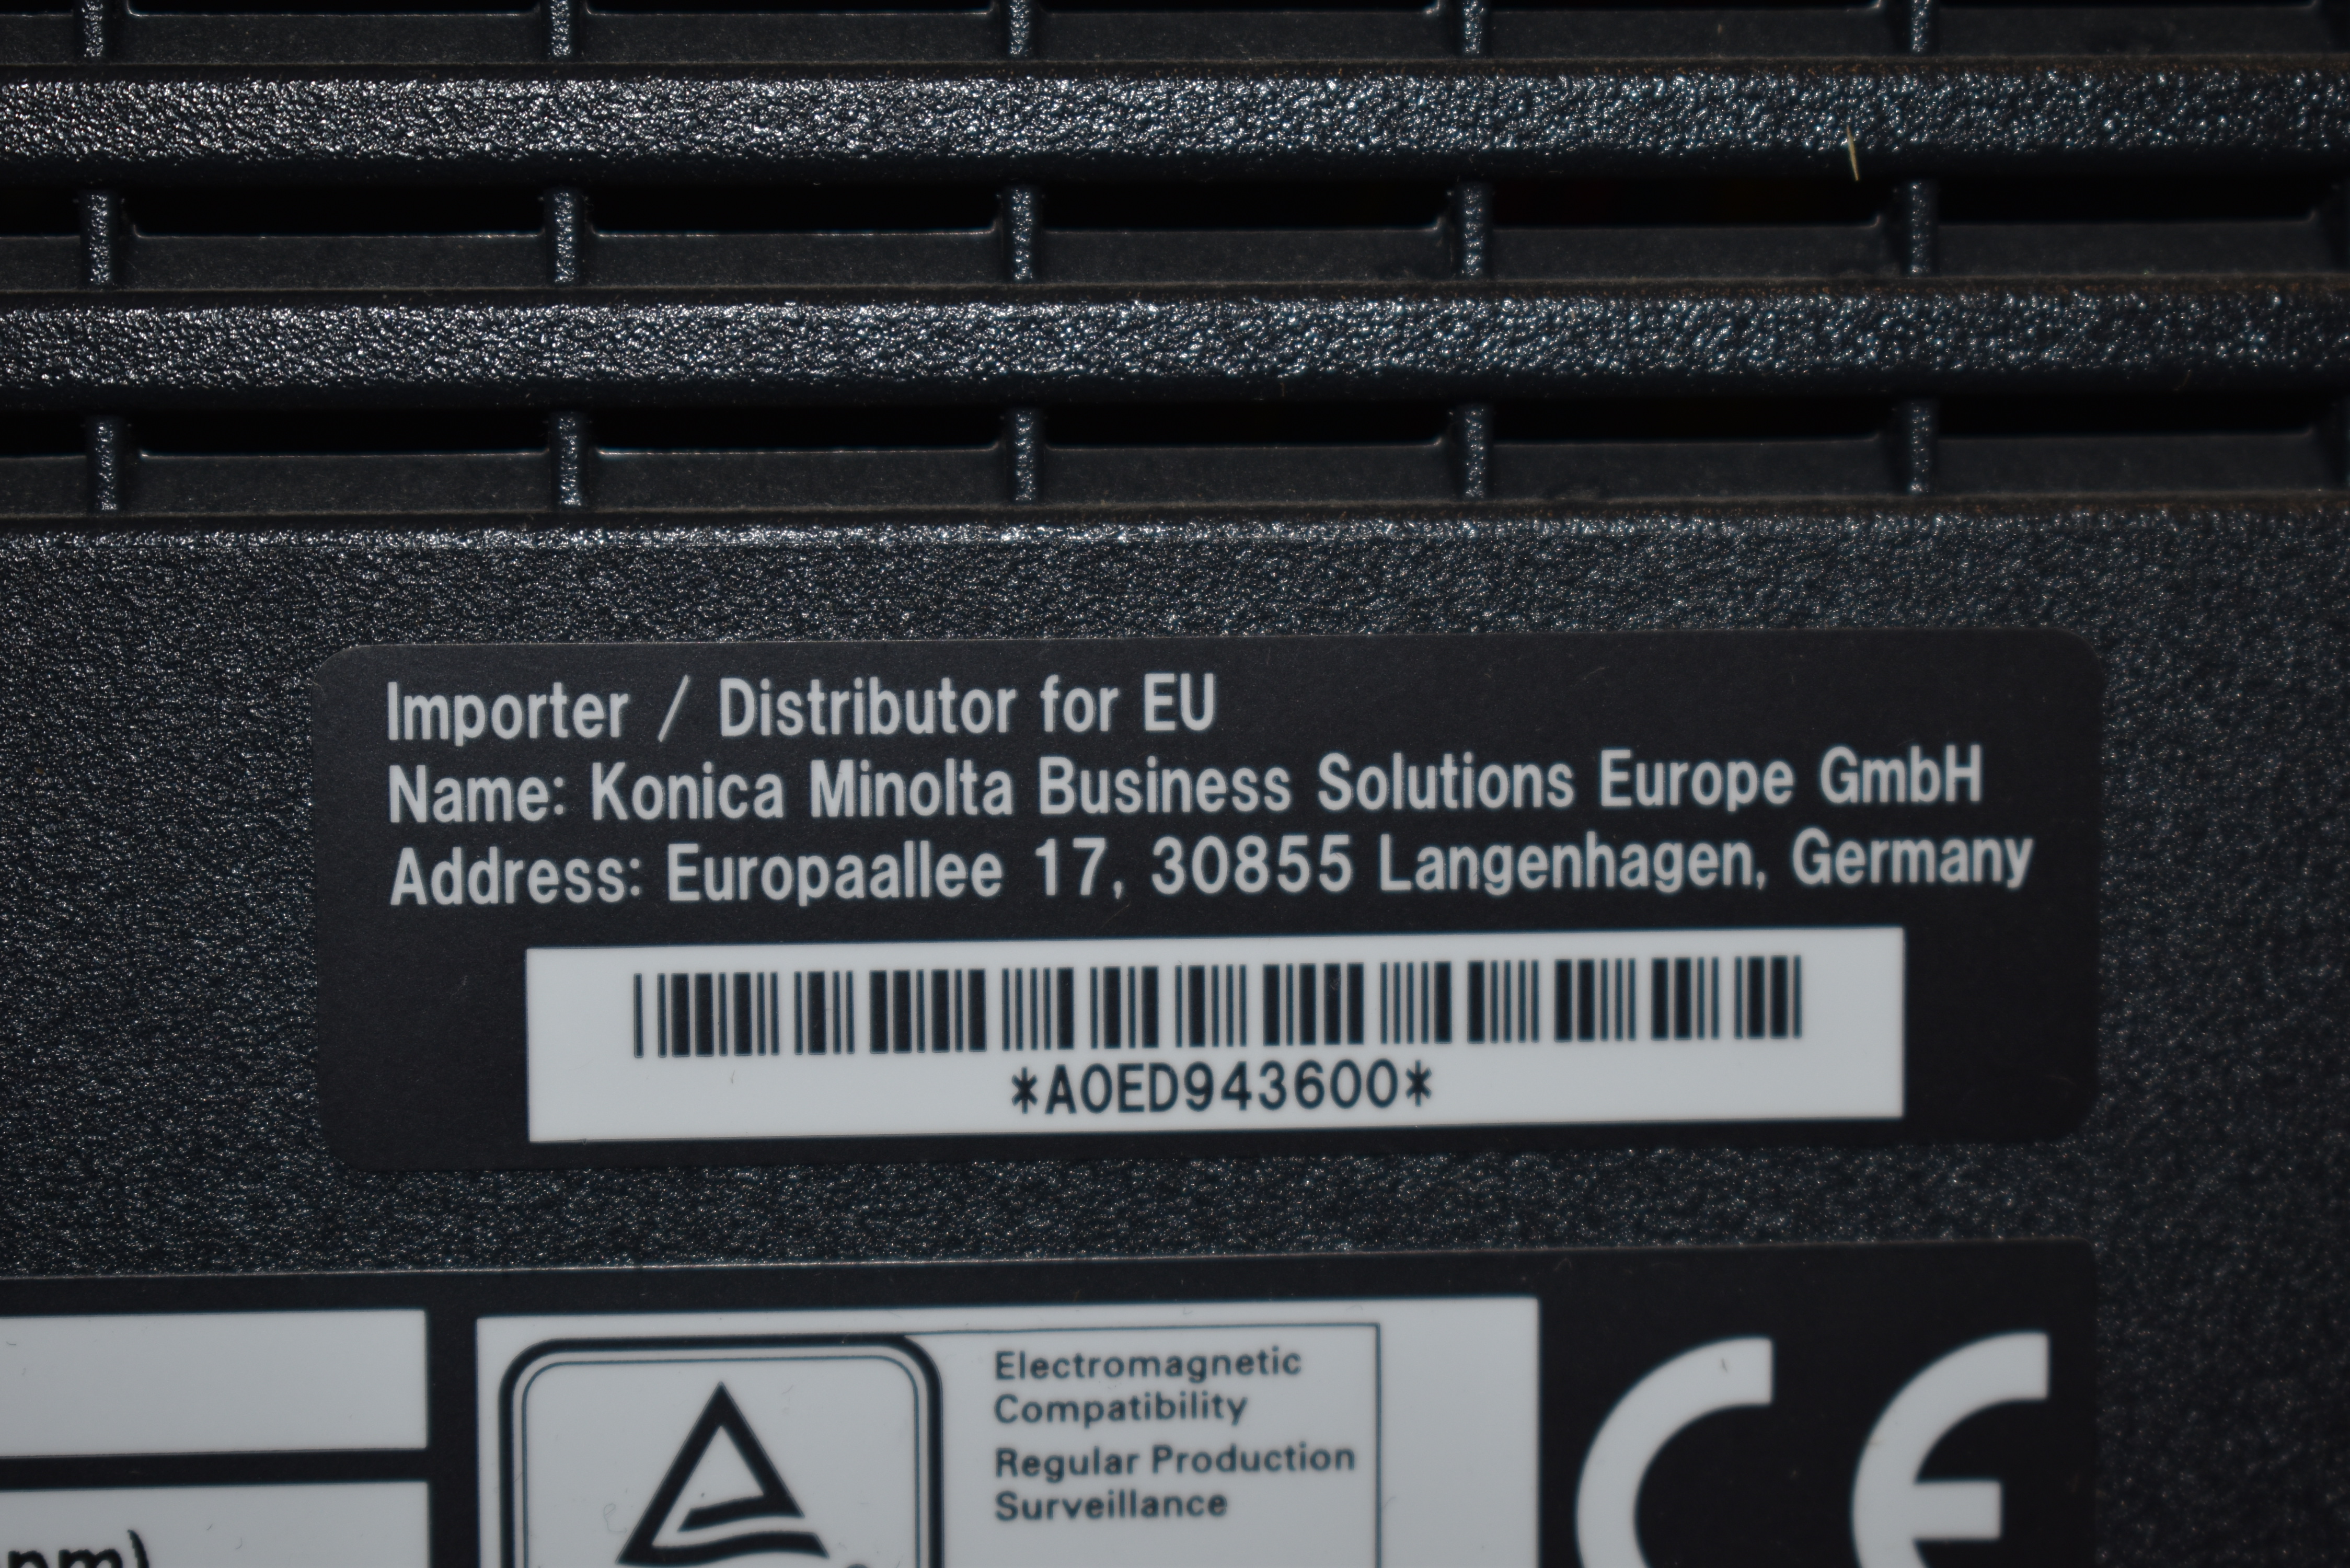 Importer / Distributor for EU
Name: Konica Minolta Business Solutions Europe GmbH
Address: Europaallee 17, 30855 Langenhagen, Germany
*A0ED943600*
Electromagnetic
Compatibility
Regular Production
Surveillance
CE